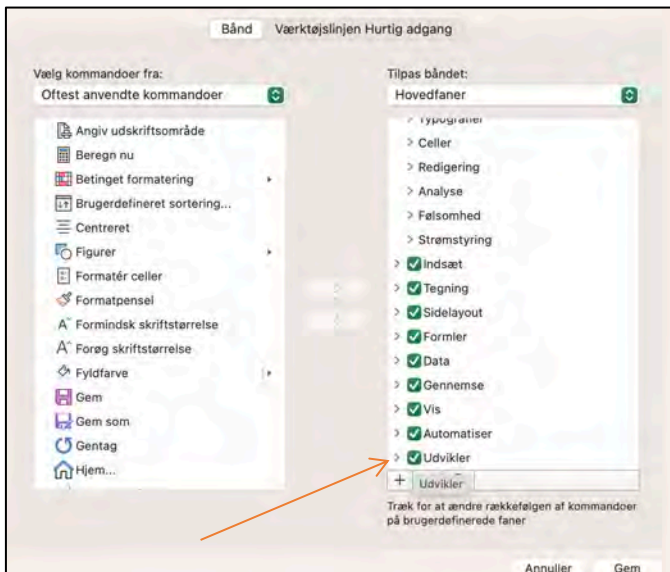 Bånd Værktøjslinjen Hurtig adgang
Vælg kommandoer fra:
Oftest anvendte kommandoer
Angiv udskriftsområde
Beregn nu
Betinget formatering
Brugerdefineret sortering...
Centreret
Figurer
Formatér celler
Formatpensel
Formindsk skriftstørrelse
Forøg skriftstørrelse
Fyldfarve
Gem
Gem som
Gentag
Hjem...
Tilpas båndet:
Hovedfaner
Typografier
Celler
Redigering
Analyse
Følsomhed
Strømstyring
Indsæt
Tegning
Sidelayout
Formler
Data
Gennemse
Vis
Automatiser
Udvikler
+ Udvikler
Træk for at ændre rækkefølgen af kommandoer
på brugerdefinerede faner
Annuller Gem